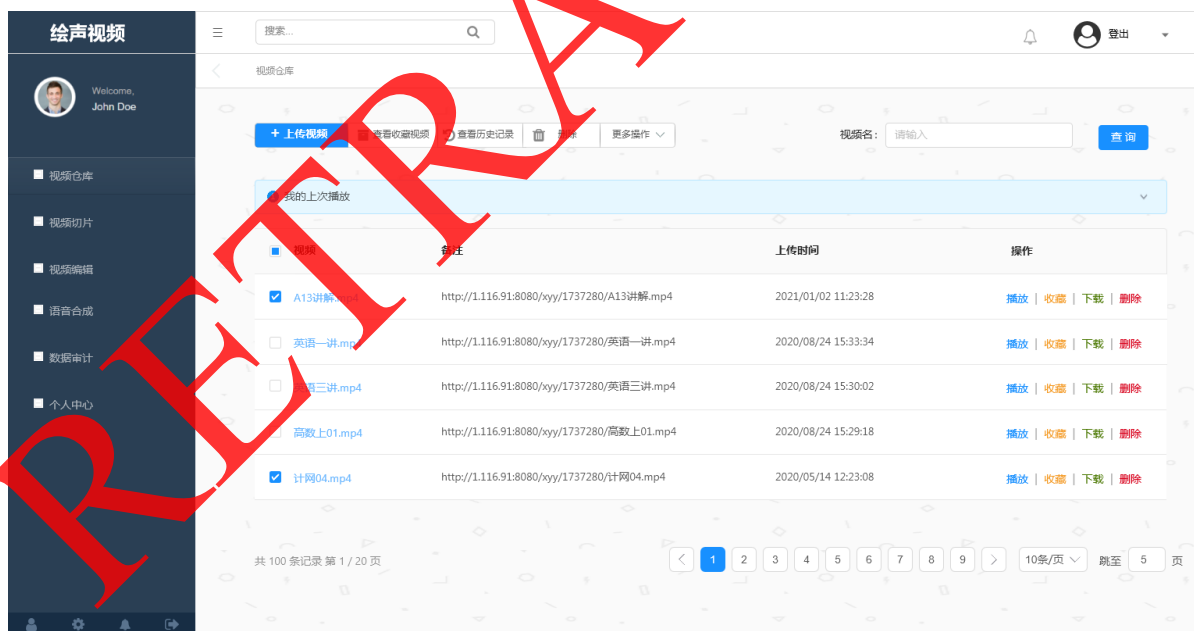 绘声视频
搜索...
登出
Welcome,
John Doe
视频仓库
+ 上传视频 查看收藏视频 查看历史记录 删除 更多操作
视频名: 请输入 查 询
我的上次播放
视频仓库
视频切片
视频编辑
语音合成
数据审计
个人中心
视频 备注 上传时间 操作
A13讲解.mp4 http://1.116.91:8080/xyy/1737280/A13讲解.mp4 2021/01/02 11:23:28 播放 | 收藏 | 下载 | 删除
英语一讲.mp4 http://1.116.91:8080/xyy/1737280/英语一讲.mp4 2020/08/24 15:33:34 播放 | 收藏 | 下载 | 删除
英语三讲.mp4 http://1.116.91:8080/xyy/1737280/英语三讲.mp4 2020/08/24 15:30:02 播放 | 收藏 | 下载 | 删除
高数上01.mp4 http://1.116.91:8080/xyy/1737280/高数上01.mp4 2020/08/24 15:29:18 播放 | 收藏 | 下载 | 删除
计网04.mp4 http://1.116.91:8080/xyy/1737280/计网04.mp4 2020/05/14 12:23:08 播放 | 收藏 | 下载 | 删除
共 100 条记录 第 1 / 20 页
1 2 3 4 5 6 7 8 9 10条/页 跳至 5 页
RETRA